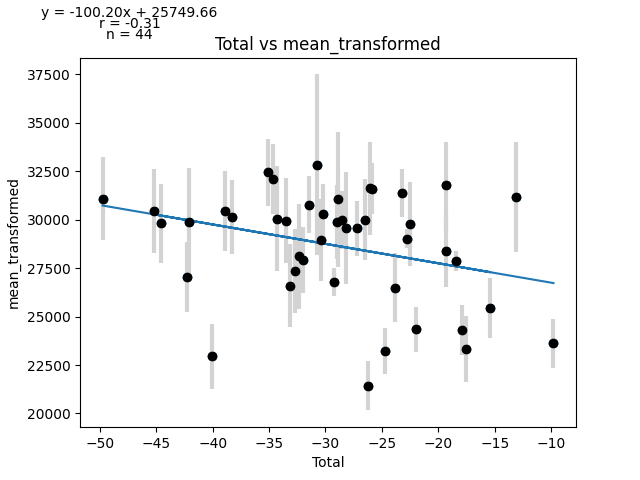 y = -100.20x + 25749.66
r = -0.31
n = 44
Total vs mean_transformed
37500
35000
32500
30000
27500
25000
22500
20000
mean_transformed
−50 −45 −40 −35 −30 −25 −20 −15 −10
Total